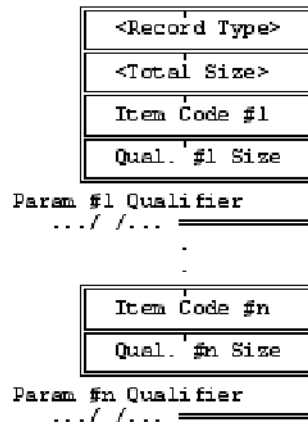 <Record Type>
<Total Size>
Item Code #1
Qual. #1 Size
Param #1 Qualifier
.../ /...
.
.
Item Code #n
Qual. #n Size
Param #n Qualifier
.../ /...